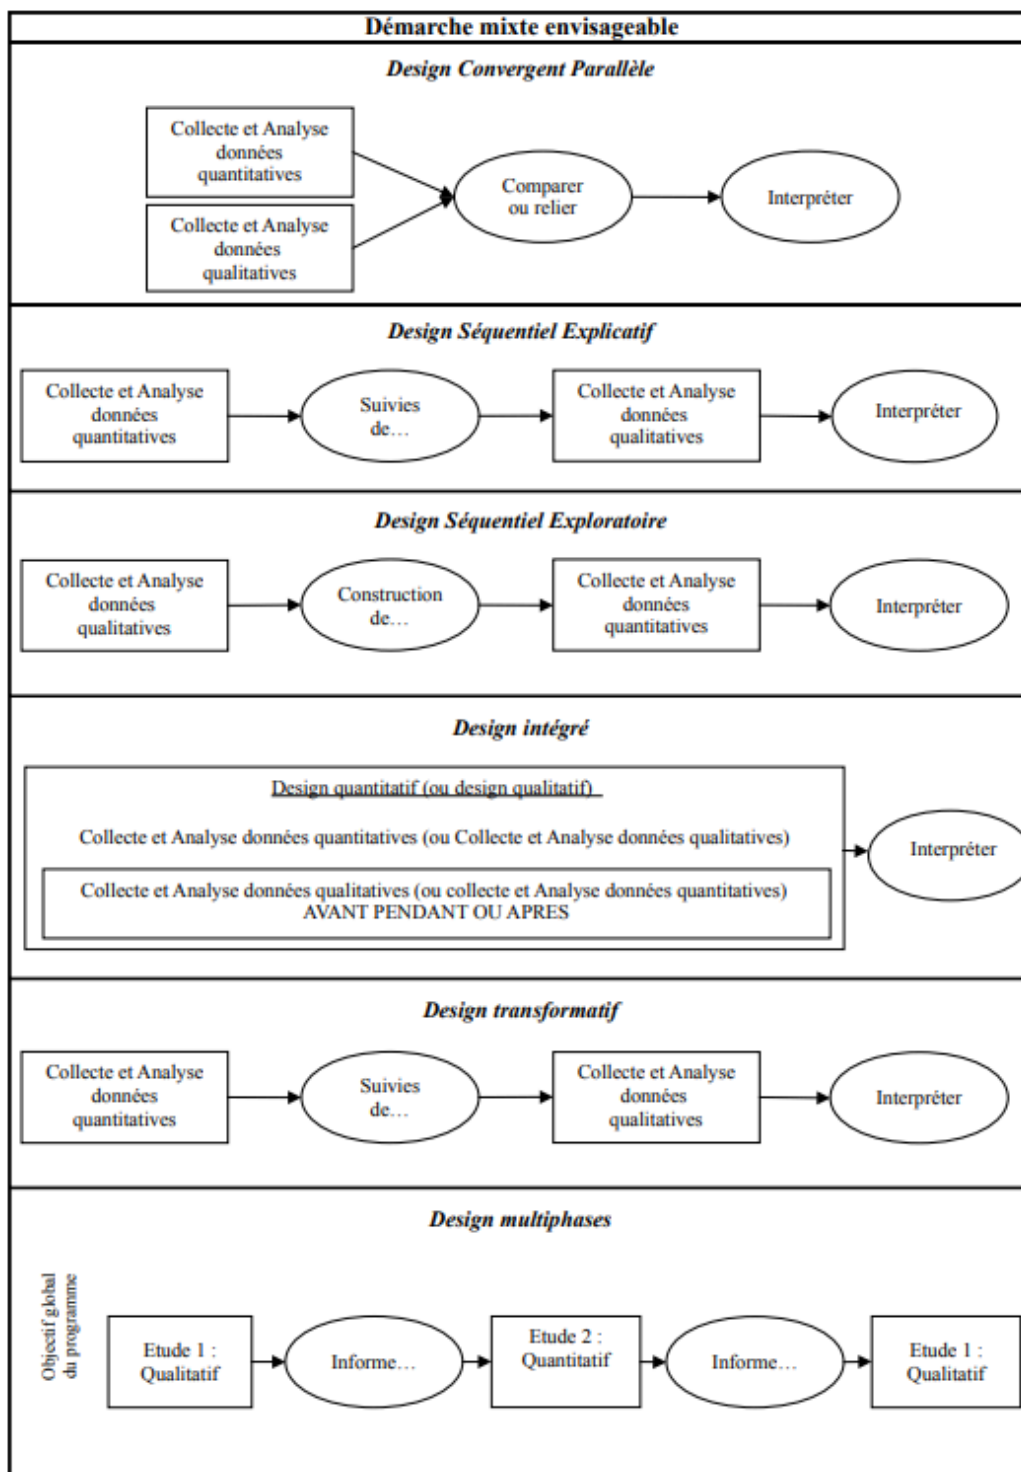 Démarche mixte envisageable
Design Convergent Parallèle
Collecte et Analyse
données
quantitatives
Collecte et Analyse
données
qualitatives
Comparer
ou relier
Interpréter
Design Séquentiel Explicatif
Collecte et Analyse
données
quantitatives
Suivies
de…
Collecte et Analyse
données
qualitatives
Interpréter
Design Séquentiel Exploratoire
Collecte et Analyse
données
qualitatives
Construction
de…
Collecte et Analyse
données
quantitatives
Interpréter
Design intégré
Design quantitatif (ou design qualitatif)
Collecte et Analyse données quantitatives (ou Collecte et Analyse données qualitatives)
Collecte et Analyse données qualitatives (ou collecte et Analyse données quantitatives)
AVANT PENDANT OU APRES
Interpréter
Design transformatif
Collecte et Analyse
données
quantitatives
Suivies
de…
Collecte et Analyse
données
qualitatives
Interpréter
Design multiphases
Objectif global
du programme
Etude 1 :
Qualitatif
Informe…
Etude 2 :
Quantitatif
Informe…
Etude 1 :
Qualitatif